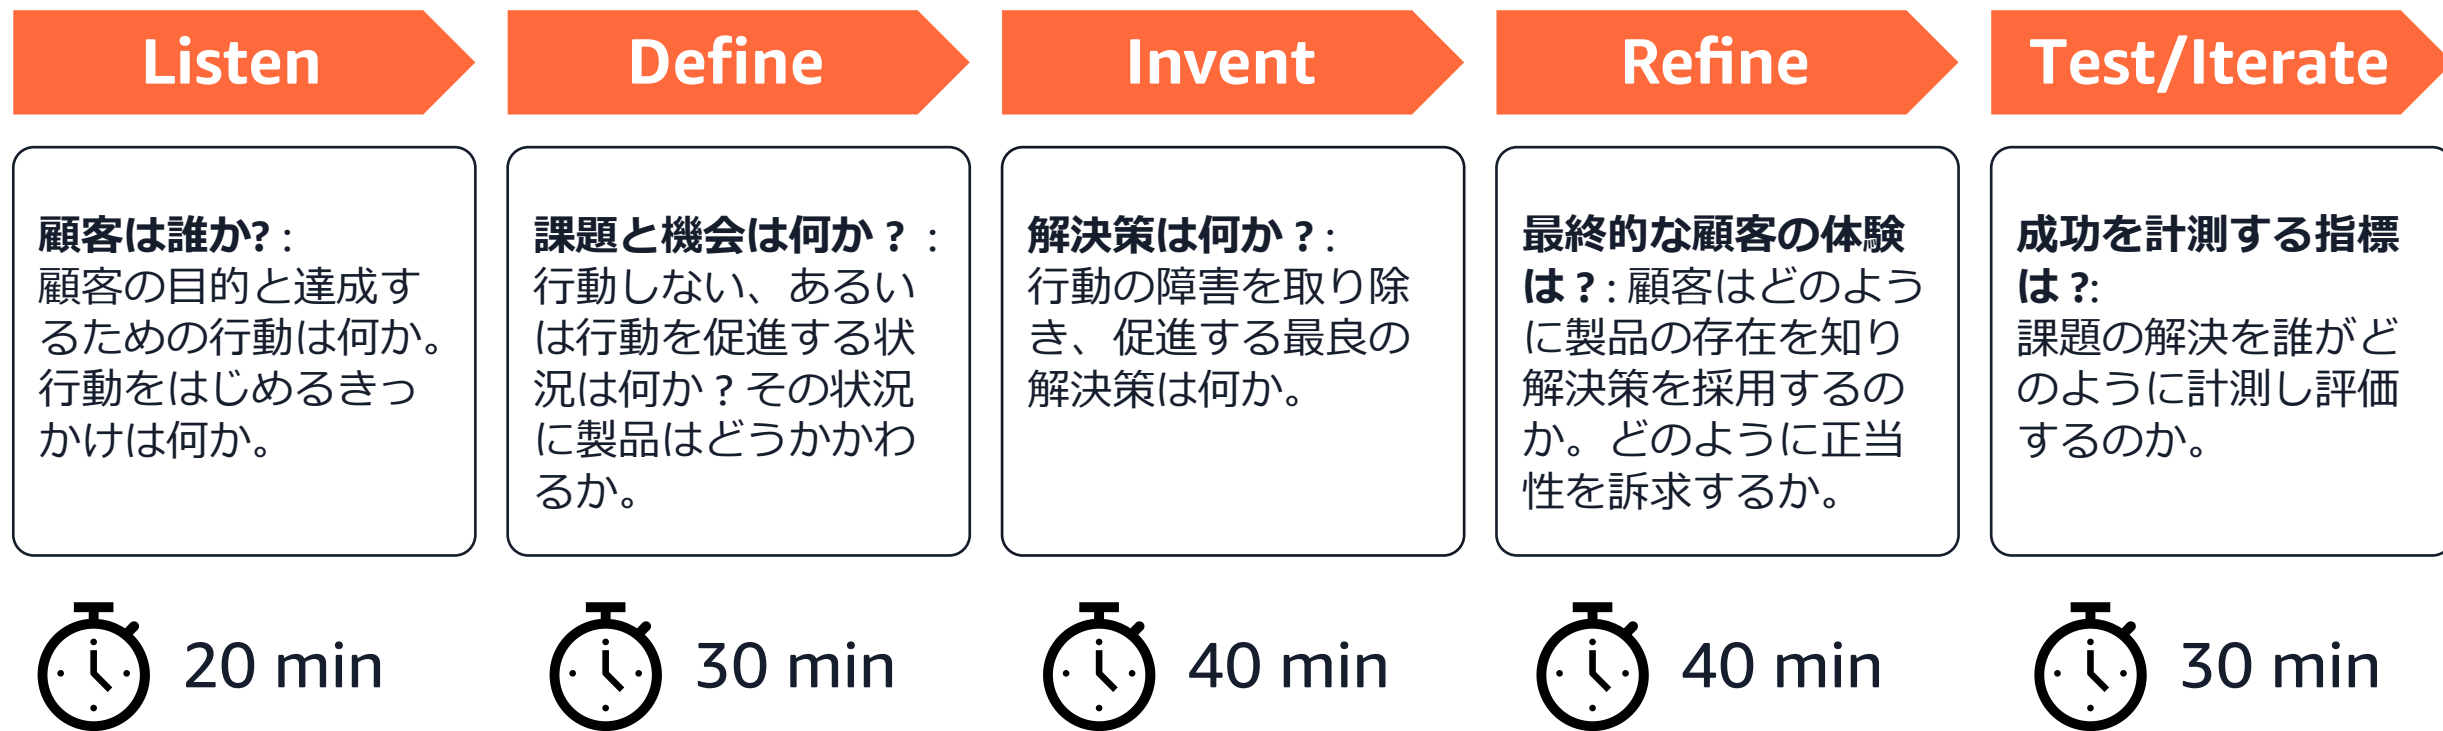 Listen
Define
Invent
Refine
Test/Iterate
顧客は誰か? :
顧客の目的と達成す
るための行動は何か。
行動をはじめるきっ
かけは何か。
課題と機会は何か ? :
行動しない、あるい
は行動を促進する状
況は何か ? その状況
に製品はどうかかわ
るか。
解決策は何か ? :
行動の障害を取り除
き、促進する最良の
解決策は何か。
最終的な顧客の体験
は ? : 顧客はどのよう
に製品の存在を知り
解決策を採用するの
か。どのように正当
性を訴求するか。
成功を計測する指標
は ?:
課題の解決を誰がど
のように計測し評価
するのか。
20 min
30 min
40 min
40 min
30 min